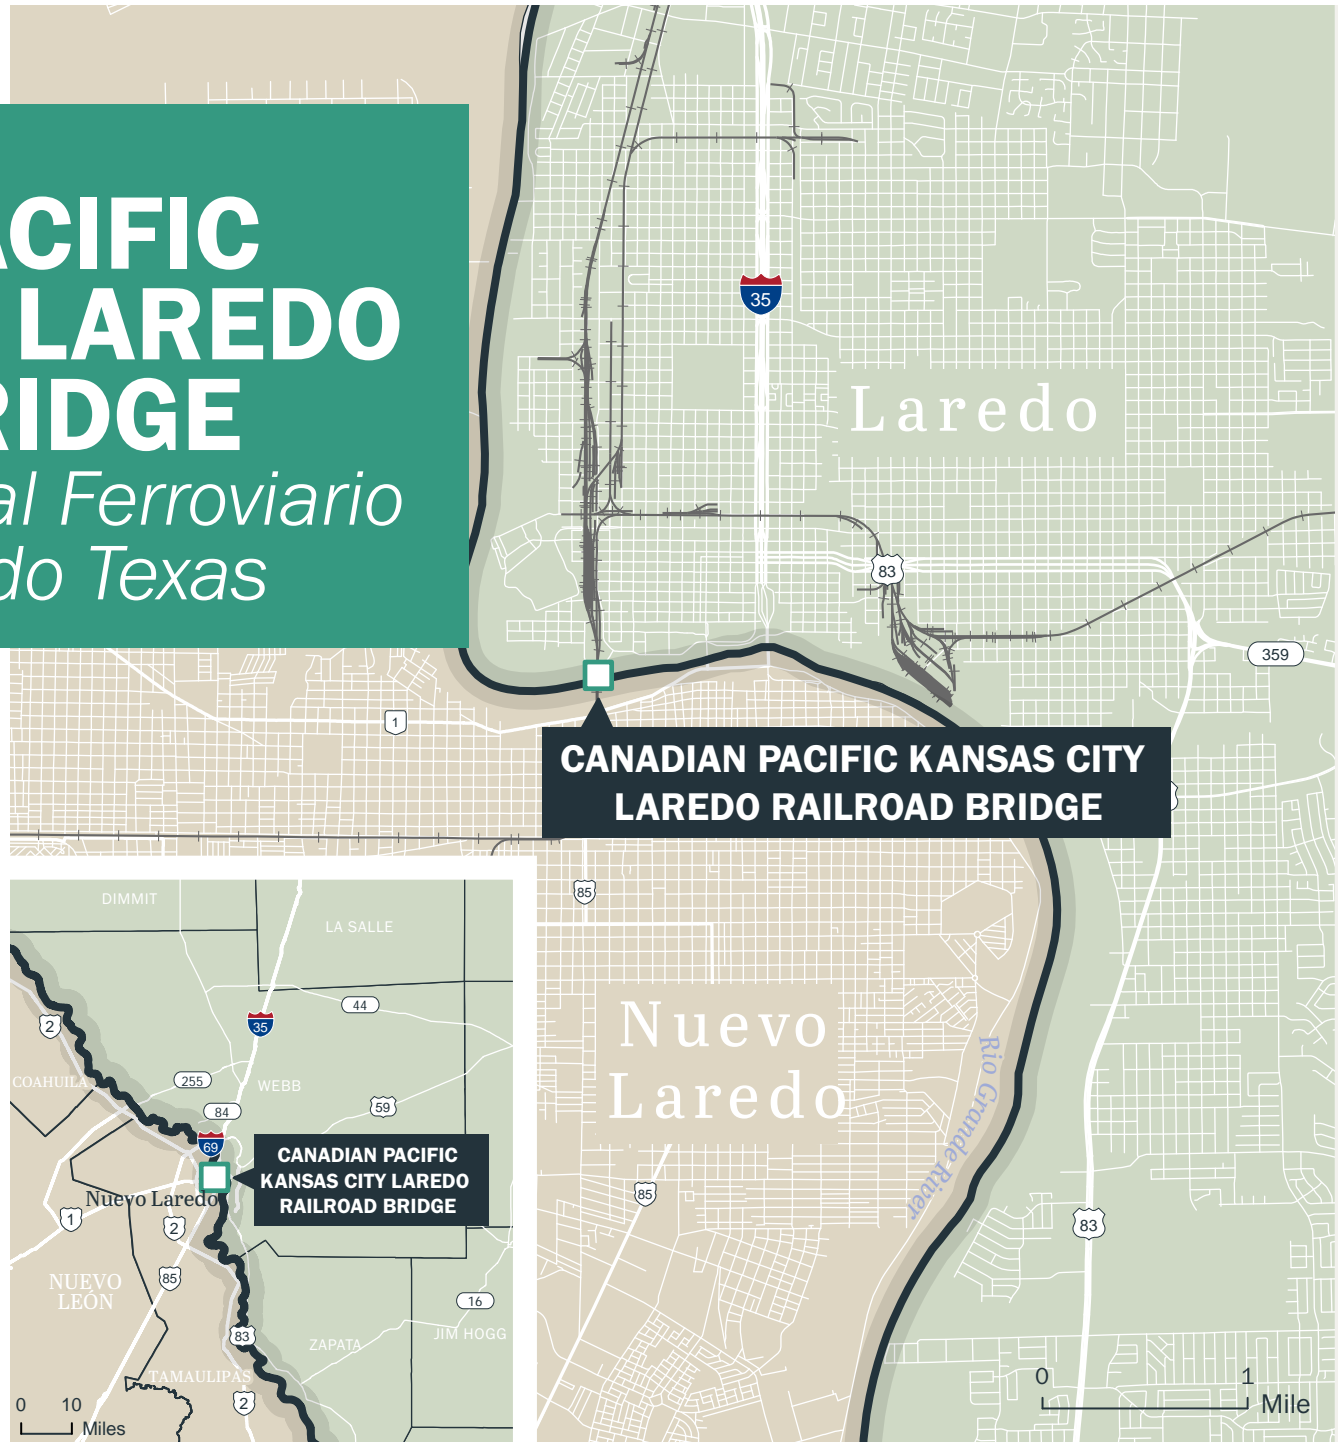 ACIFIC
LAREDO
RIDGE
al Ferroviario
do Texas
35
Laredo
83
359
1
CANADIAN PACIFIC KANSAS CITY
LAREDO RAILROAD BRIDGE
85
Nuevo
Laredo
Rio Grande River
85
83
0 1
Mile
DIMMIT
LA SALLE
44
2
35
COAHUILA
255
WEBB
84
59
69
CANADIAN PACIFIC
KANSAS CITY LAREDO
RAILROAD BRIDGE
Nuevo Laredo
1
2
85
NUEVO
LEÓN
16
83
ZAPATA
JIM HOGG
TAMAULIPAS
2
0 10
Miles